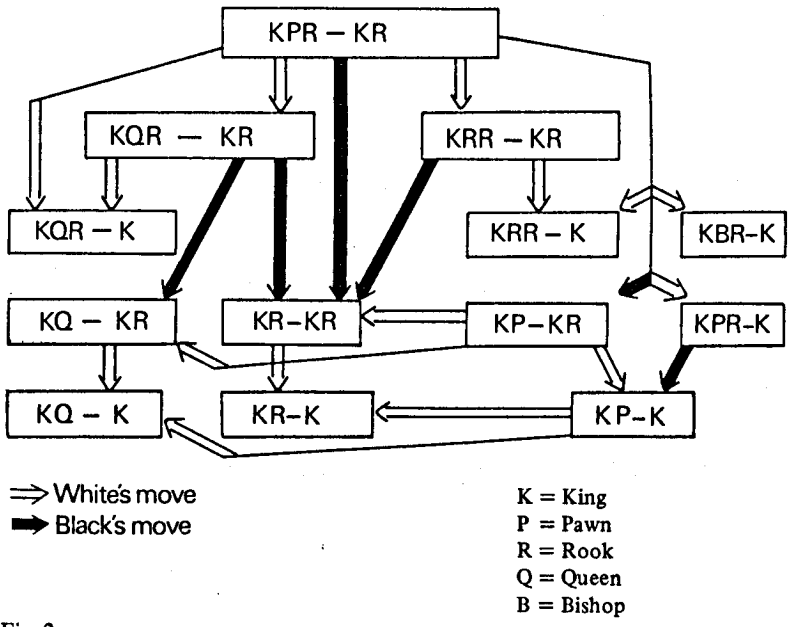 KPR – KR
KQR — KR
KRR – KR
KQR – K
KRR – K
KBR–K
KQ – KR
KR–KR
KP–KR
KPR–K
KQ – K
KR–K
KP–K
White's move
Black's move
K = King
P = Pawn
R = Rook
Q = Queen
B = Bishop